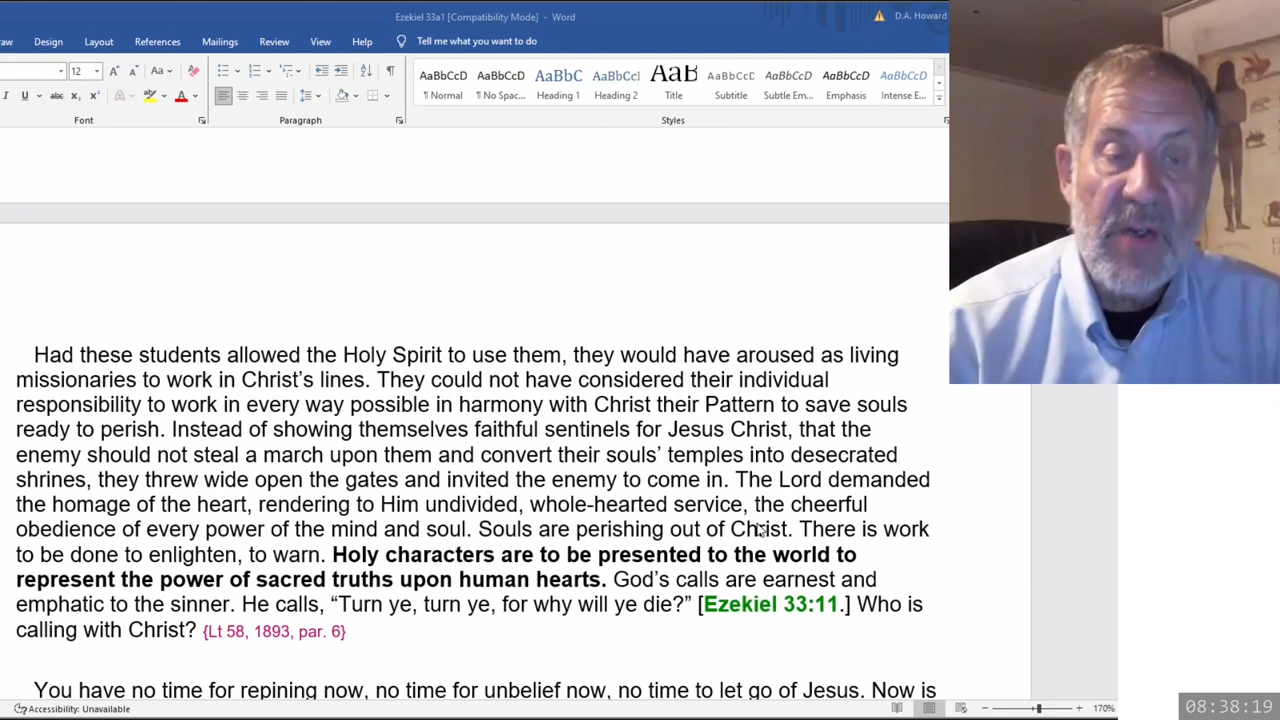 Ezekiel 33a1 [Compatibility Mode] - Word
D.A. Howard
Design Layout References Mailings Review View Help Tell me what you want to do
12 Aa
AaBbCcD AaBbCcD AaBbC AaBbCcI AaB AaBbCcD AaBbCcD AaBbCcD AaBbCcD
¶ Normal ¶ No Spac... Heading 1 Heading 2 Title Subtitle Subtle Em... Emphasis Intense E...
Font Paragraph Styles
Had these students allowed the Holy Spirit to use them, they would have aroused as living
missionaries to work in Christ’s lines. They could not have considered their individual
responsibility to work in every way possible in harmony with Christ their Pattern to save souls
ready to perish. Instead of showing themselves faithful sentinels for Jesus Christ, that the
enemy should not steal a march upon them and convert their souls’ temples into desecrated
shrines, they threw wide open the gates and invited the enemy to come in. The Lord demanded
the homage of the heart, rendering to Him undivided, whole-hearted service, the cheerful
obedience of every power of the mind and soul. Souls are perishing out of Christ. There is work
to be done to enlighten, to warn. Holy characters are to be presented to the world to
represent the power of sacred truths upon human hearts. God’s calls are earnest and
emphatic to the sinner. He calls, “Turn ye, turn ye, for why will ye die?” [Ezekiel 33:11.] Who is
calling with Christ? {Lt 58, 1893, par. 6}
You have no time for repining now, no time for unbelief now, no time to let go of Jesus. Now is
Accessibility: Unavailable
170%
08:38:19